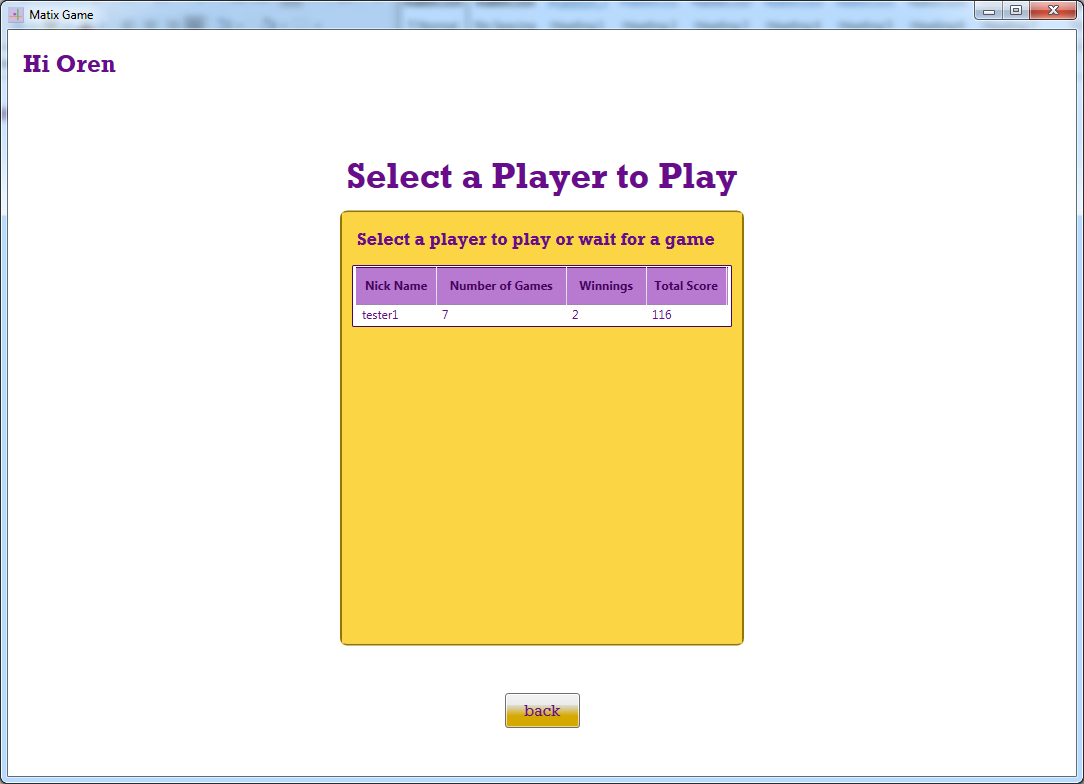 Matix Game
Hi Oren
Select a Player to Play
Select a player to play or wait for a game
Nick Name Number of Games Winnings Total Score
tester1 7 2 116
back